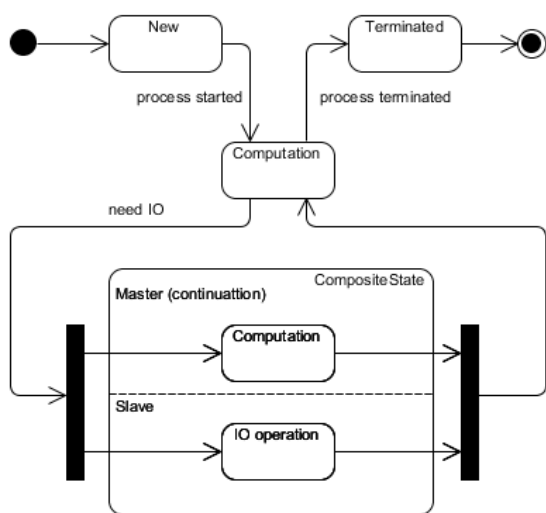 New
Terminated
process started
process terminated
Computation
need IO
CompositeState
Master (continuattion)
Computation
Slave
IO operation